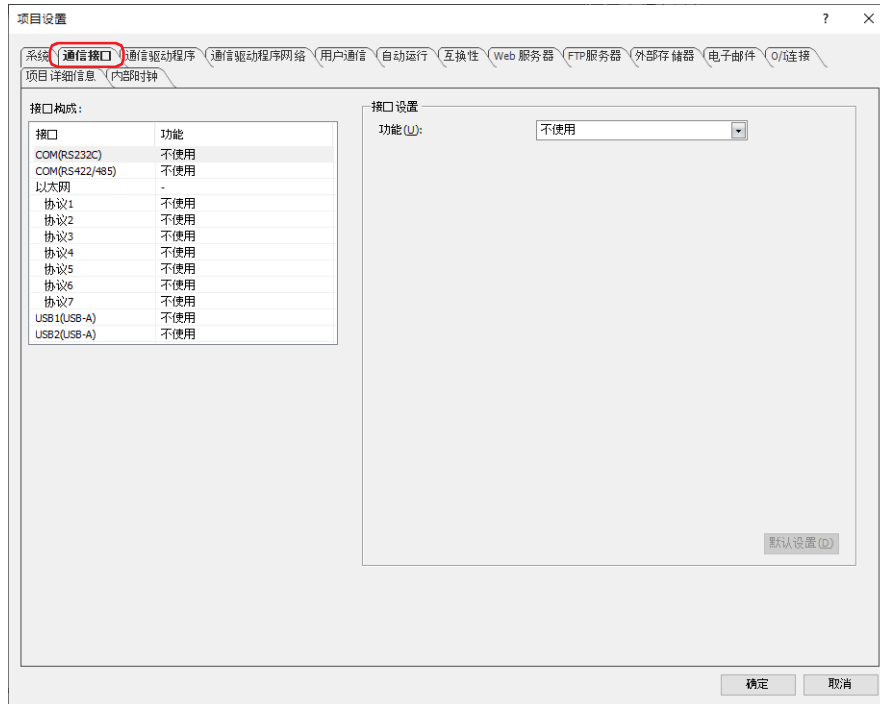 项目设置 ? ×
系统 通信接口 通信驱动程序 通信驱动程序网络 用户通信 自动运行 互换性 Web 服务器 FTP服务器 外部存储器 电子邮件 O/I连接
项目详细信息 内部时钟
接口构成:
接口 功能
COM(RS232C) 不使用
COM(RS422/485) 不使用
以太网 -
协议1 不使用
协议2 不使用
协议3 不使用
协议4 不使用
协议5 不使用
协议6 不使用
协议7 不使用
USB1(USB-A) 不使用
USB2(USB-A) 不使用
接口设置
功能(U): 不使用
默认设置(D)
确定 取消